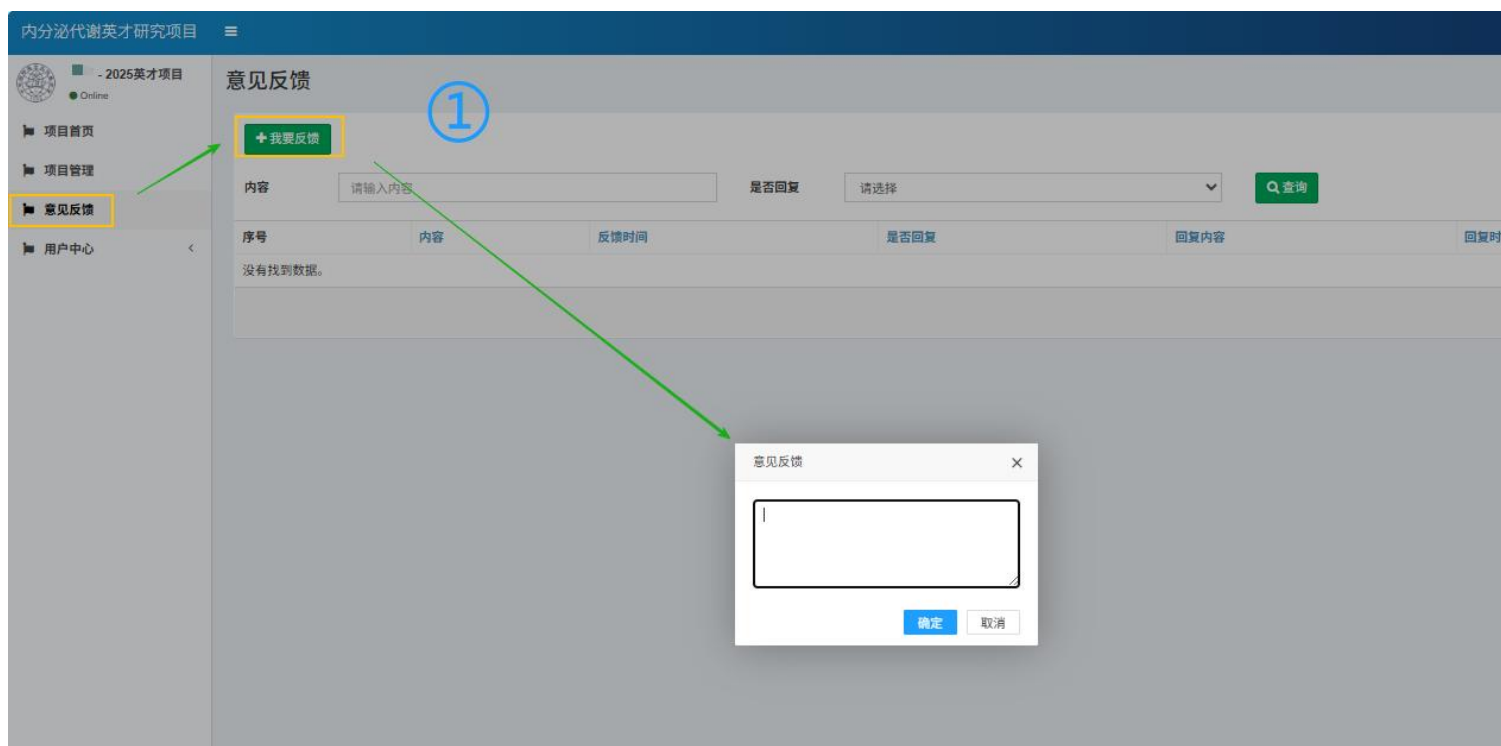 内分泌代谢英才研究项目
- 2025英才项目
Online
项目首页
项目管理
意见反馈
用户中心
意见反馈
①
我要反馈
内容 请输入内容 是否回复 请选择 查询
序号 内容 反馈时间 是否回复 回复内容 回复时
没有找到数据。
意见反馈
确定 取消